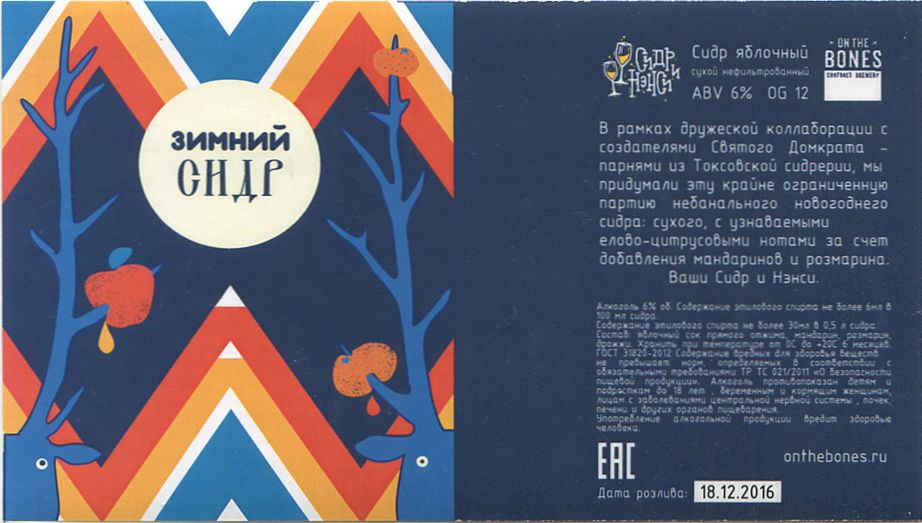 ЗИМНИЙ
СИДР
Сидр и Нэнси
Сидр яблочный
сухой нефильтрованный
ABV 6% OG 12
ON THE
BONES
CONTRACT BREWERY
В рамках дружеской коллаборации с
создателями Святого Домкрата –
парнями из Токсовской сидрерии, мы
придумали эту крайне ограниченную
партию небанального новогоднего
сидра: сухого, с узнаваемыми
елово-цитрусовыми нотами за счет
добавления мандаринов и розмарина.
Ваши Сидр и Нэнси.
Алкоголь 6% об. Содержание этилового спирта не более 6мл в
100 мл сидра.
Содержание этилового спирта не более 30мл в 0,5 л сидра.
Состав: яблочный сок прямого отжима, мандарин, розмарин,
дрожжи. Хранить при температуре от 0С до +20С 6 месяцев.
ГОСТ 31820-2012 Содержание вредных для здоровья веществ
не превышает норм, определяемых в соответствии с
обязательными требованиями ТР ТС 021/2011 «О безопасности
пищевой продукции». Алкоголь противопоказан детям и
подросткам до 18 лет , беременным и кормящим женщинам,
лицам с заболеваниями центральной нервной системы , почек,
печени и других органов пищеварения.
Употребление алкогольной продукции вредит здоровью
человека.
ЕАС
onthebones.ru
Дата розлива: 18.12.2016